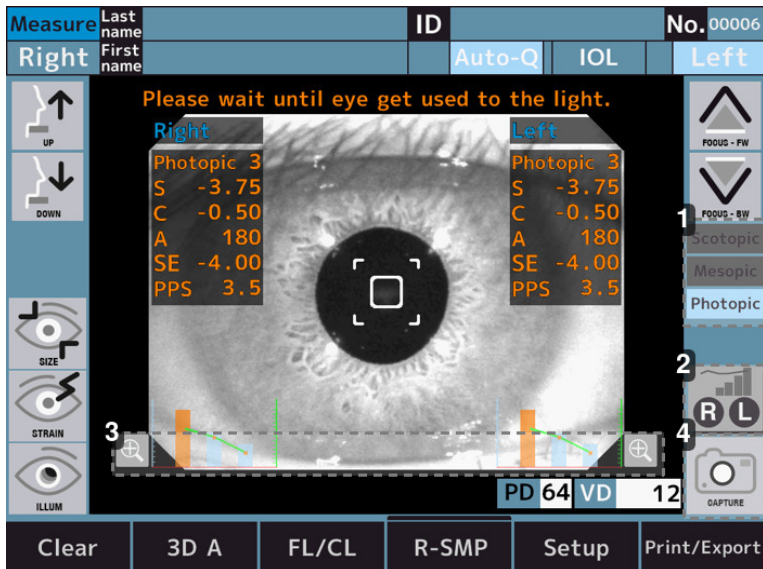 Measure Last name ID No. 00006
Right First name Auto-Q IOL Left
Please wait until eye get used to the light.
UP
DOWN
SIZE
STRAIN
ILLUM
Right
Photopic 3
S -3.75
C -0.50
A 180
SE -4.00
PPS 3.5
Left
Photopic 3
S -3.75
C -0.50
A 180
SE -4.00
PPS 3.5
FOCUS - FW
FOCUS - BW
1
Scotopic
Mesopic
Photopic
2
R L
3
4
CAPTURE
PD 64 VD 12
Clear 3D A FL/CL R-SMP Setup Print/Export